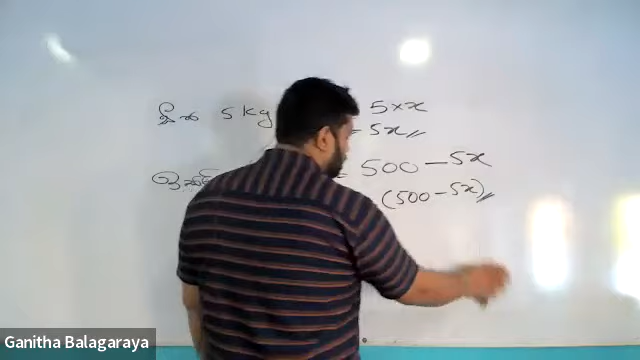 සීනි 5 kg 5 × x
= 5x //
= 500 - 5x
(500 - 5x) //
Ganitha Balagaraya